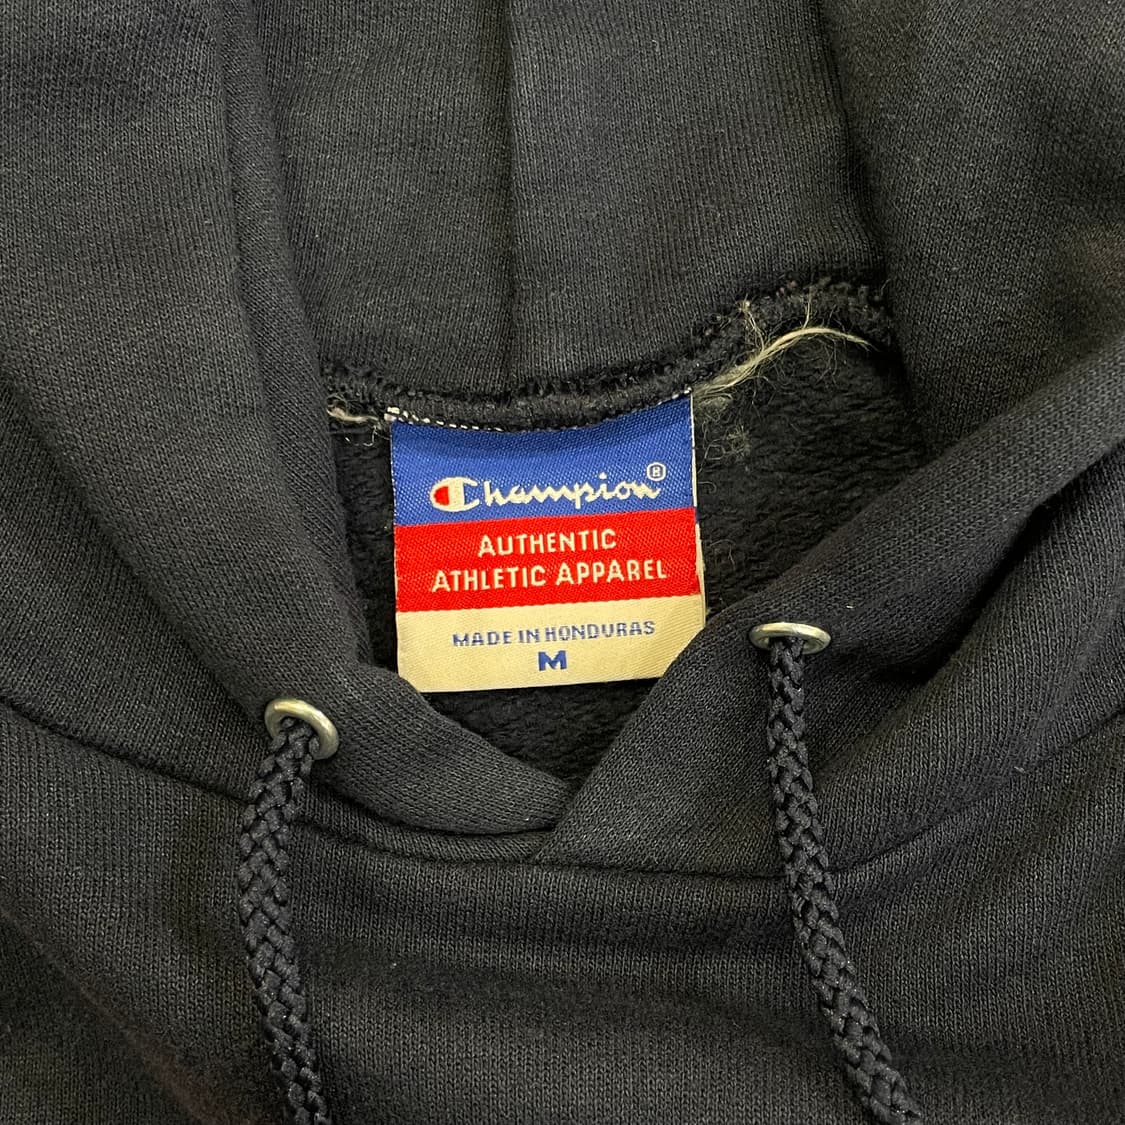 Champion®
AUTHENTIC
ATHLETIC APPAREL
MADE IN HONDURAS
M